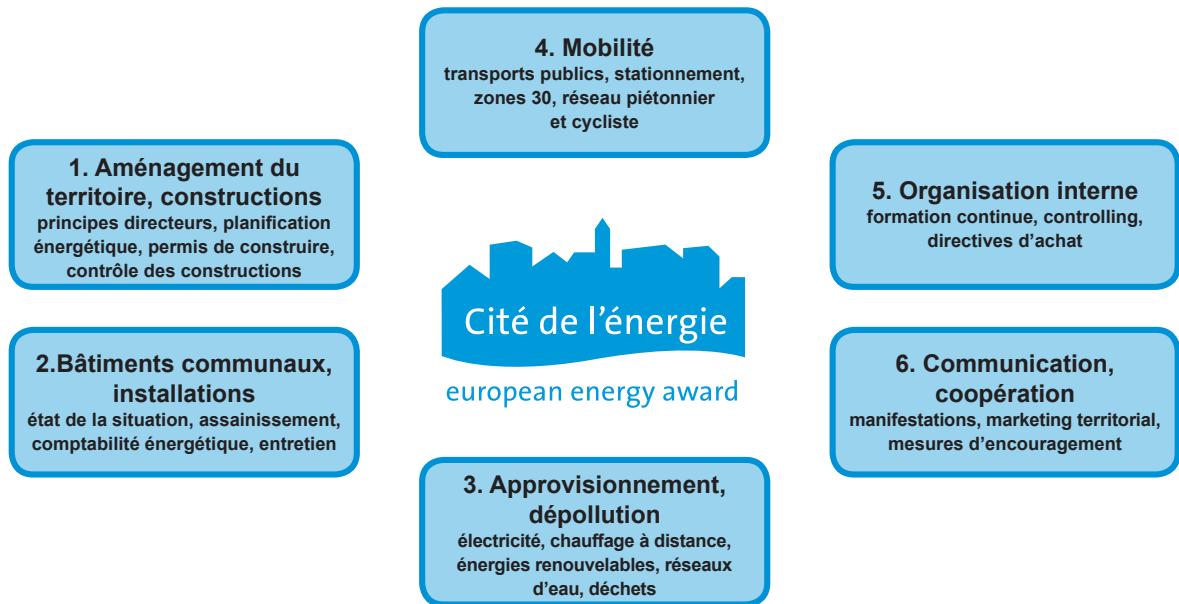 4. Mobilité
transports publics, stationnement,
zones 30, réseau piétonnier
et cycliste
1. Aménagement du
territoire, constructions
principes directeurs, planification
énergétique, permis de construire,
contrôle des constructions
5. Organisation interne
formation continue, controlling,
directives d’achat
Cité de l’énergie
european energy award
2.Bâtiments communaux,
installations
état de la situation, assainissement,
comptabilité énergétique, entretien
6. Communication,
coopération
manifestations, marketing territorial,
mesures d’encouragement
3. Approvisionnement,
dépollution
électricité, chauffage à distance,
énergies renouvelables, réseaux
d’eau, déchets